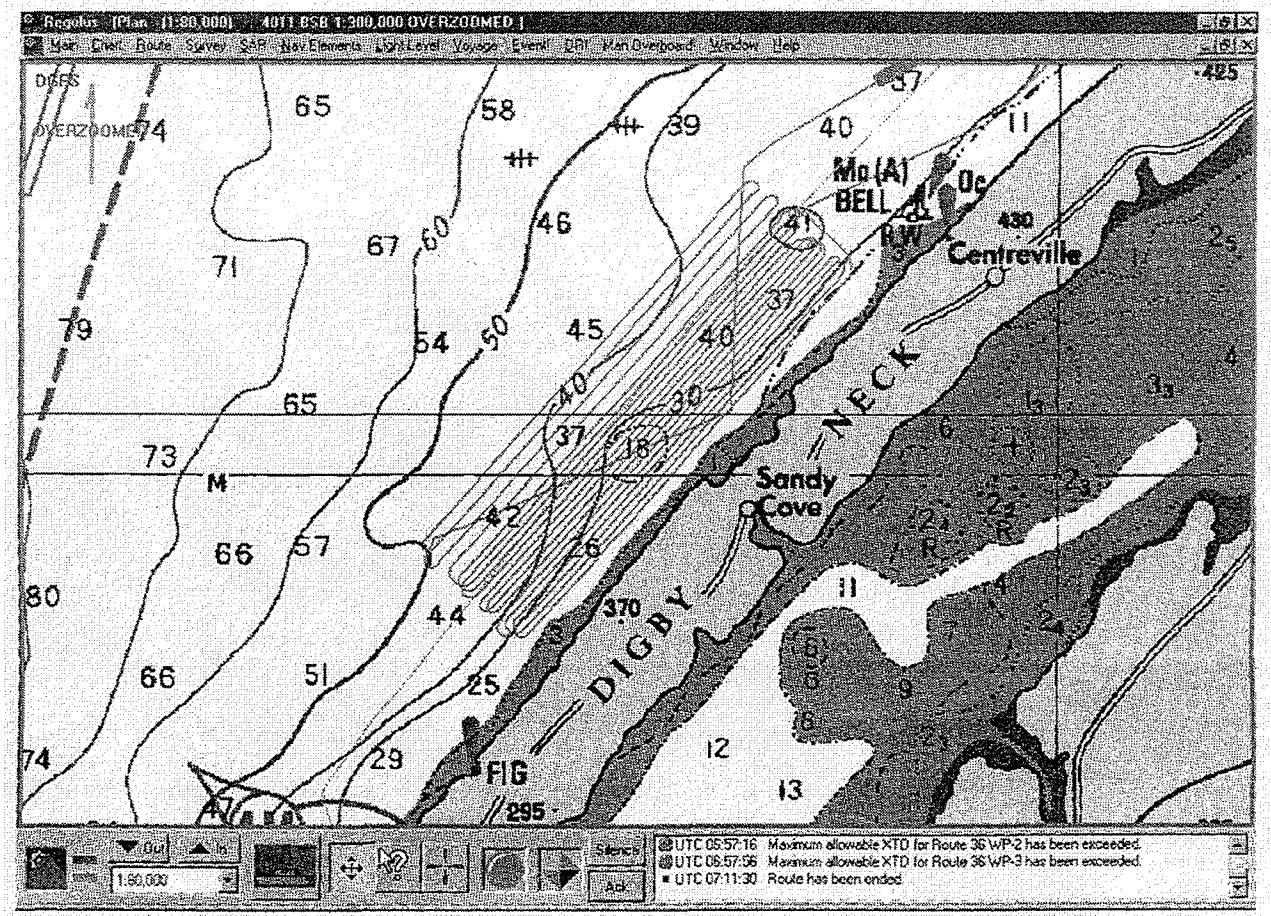 Regulus [Plan (1:80,000) - 4011 BSB 1:300,000 OVERZOOMED ]
Main Chart Route Survey SAR Nav Elements Light Level Voyage Event! DRI Man Overboard! Window Help
DGPS
OVERZOOMED
425
65
58
37
74
39
40
11
Mo (A)
BELL
Oc
46
41
430
67
60
R W
Centreville
71
37
79
54
50
45
40
NECK
40
30
65
37
18
73
M
Sandy
Cove
42
66
57
26
11
80
44
370
DIGBY
66
51
25
9
12
74
29
FlG
13
47
295
Out
In
1:80,000
Silence
Ack
UTC 05:57:16 Maximum allowable XTD for Route 36 WP-2 has been exceeded.
UTC 06:57:56 Maximum allowable XTD for Route 36 WP-3 has been exceeded.
UTC 07:11:30 Route has been ended.